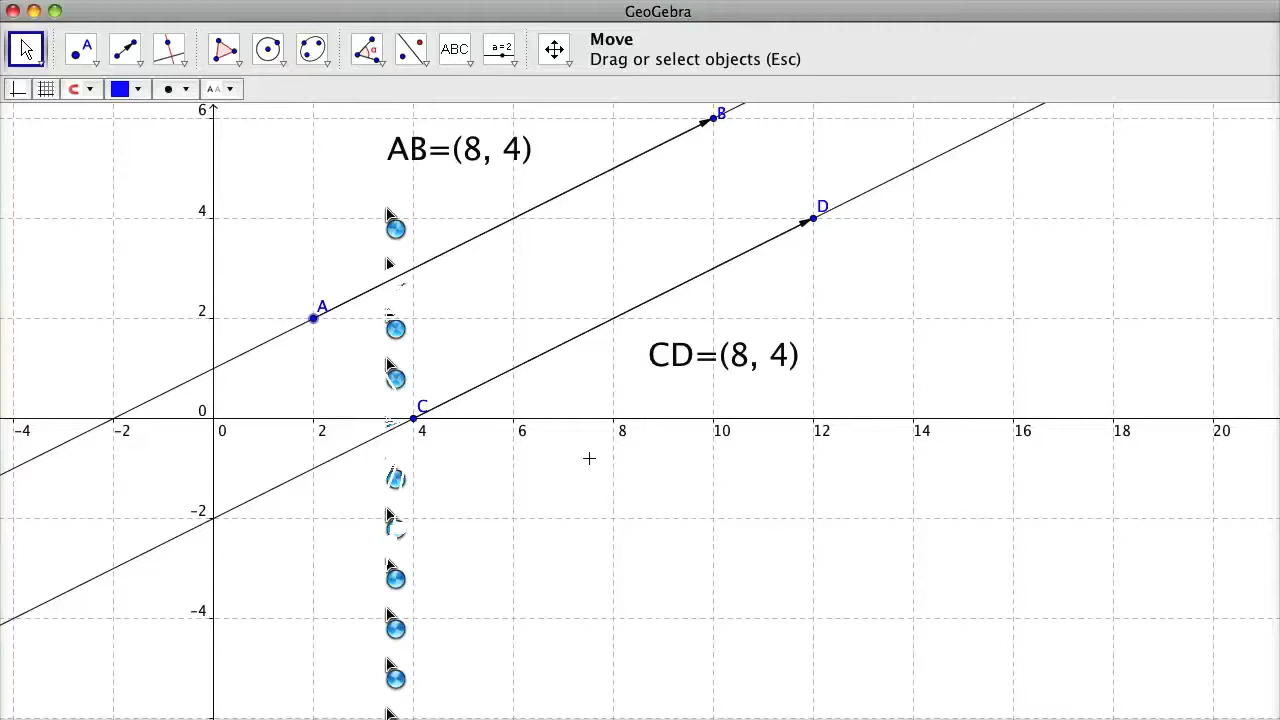 GeoGebra
A
α
ABC
a=2
Move
Drag or select objects (Esc)
A A
6
B
AB=(8, 4)
4
D
A
2
CD=(8, 4)
C
0
-4 -2 0 2 4 6 8 10 12 14 16 18 20
-2
-4